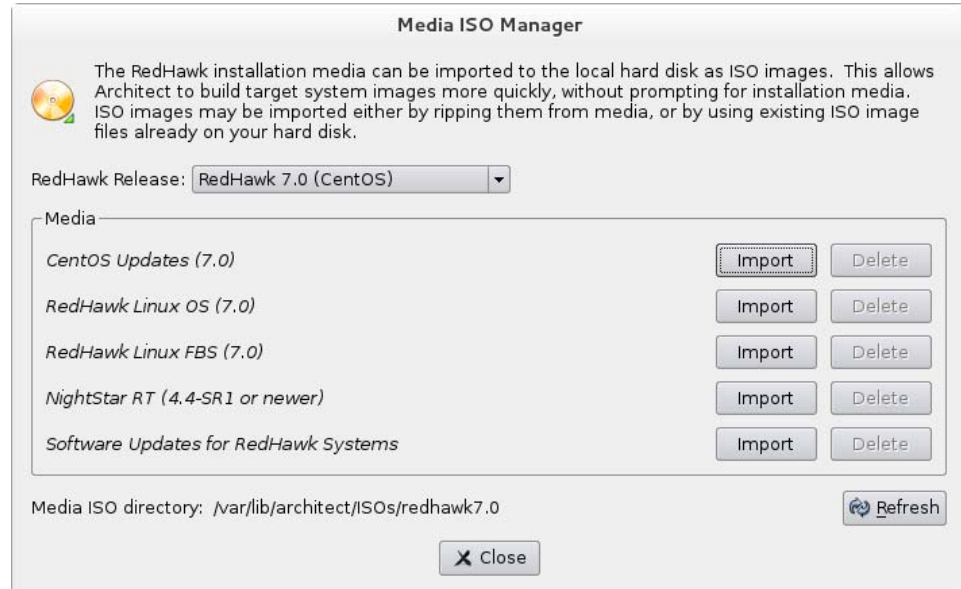 Media ISO Manager
The RedHawk installation media can be imported to the local hard disk as ISO images. This allows
Architect to build target system images more quickly, without prompting for installation media.
ISO images may be imported either by ripping them from media, or by using existing ISO image
files already on your hard disk.
RedHawk Release: RedHawk 7.0 (CentOS)
Media
CentOS Updates (7.0) Import Delete
RedHawk Linux OS (7.0) Import Delete
RedHawk Linux FBS (7.0) Import Delete
NightStar RT (4.4-SR1 or newer) Import Delete
Software Updates for RedHawk Systems Import Delete
Media ISO directory: /var/lib/architect/ISOs/redhawk7.0 Refresh
Close